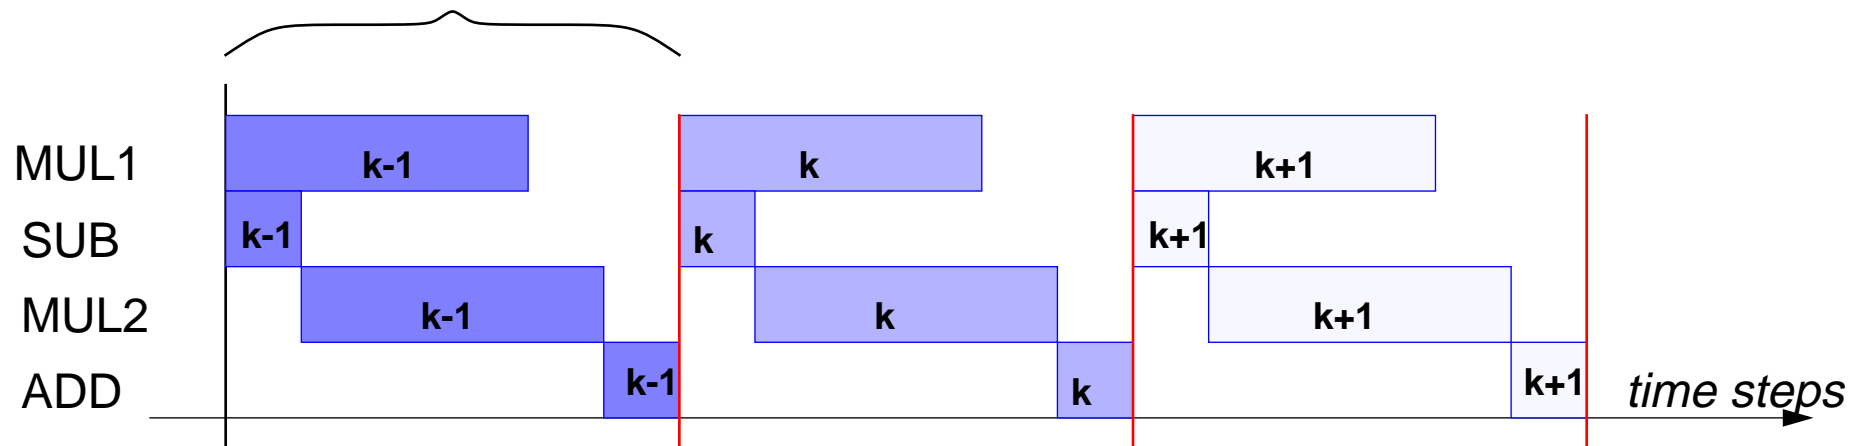 MUL1 k-1 k k+1
SUB k-1 k k+1
MUL2 k-1 k k+1
ADD k-1 k k+1 time steps